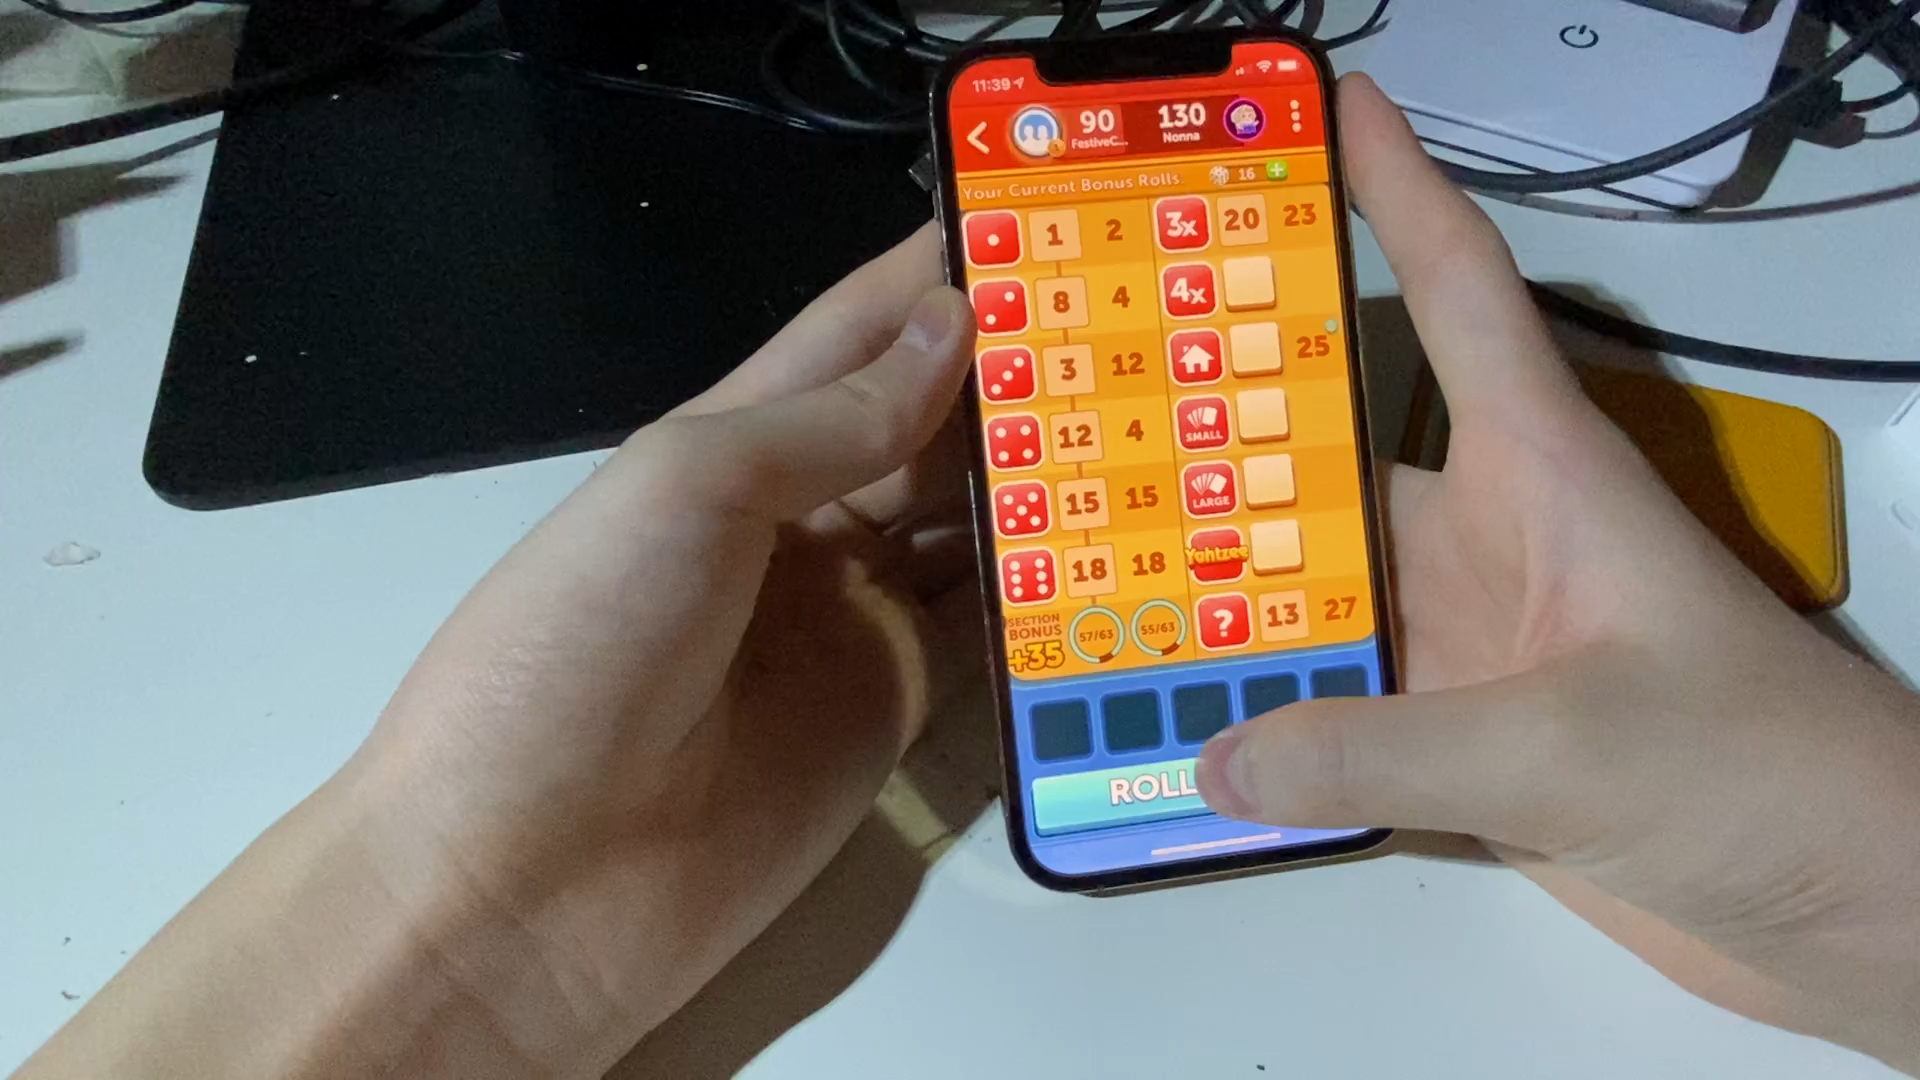 11:39
90 130
FestiveC... Nonna
Your Current Bonus Rolls: 16
1 2 3x 20 23
8 4 4x
3 12 25
12 4 SMALL
15 15 LARGE
18 18 Yahtzee
SECTION BONUS +35 57/63 55/63 ? 13 27
ROLL